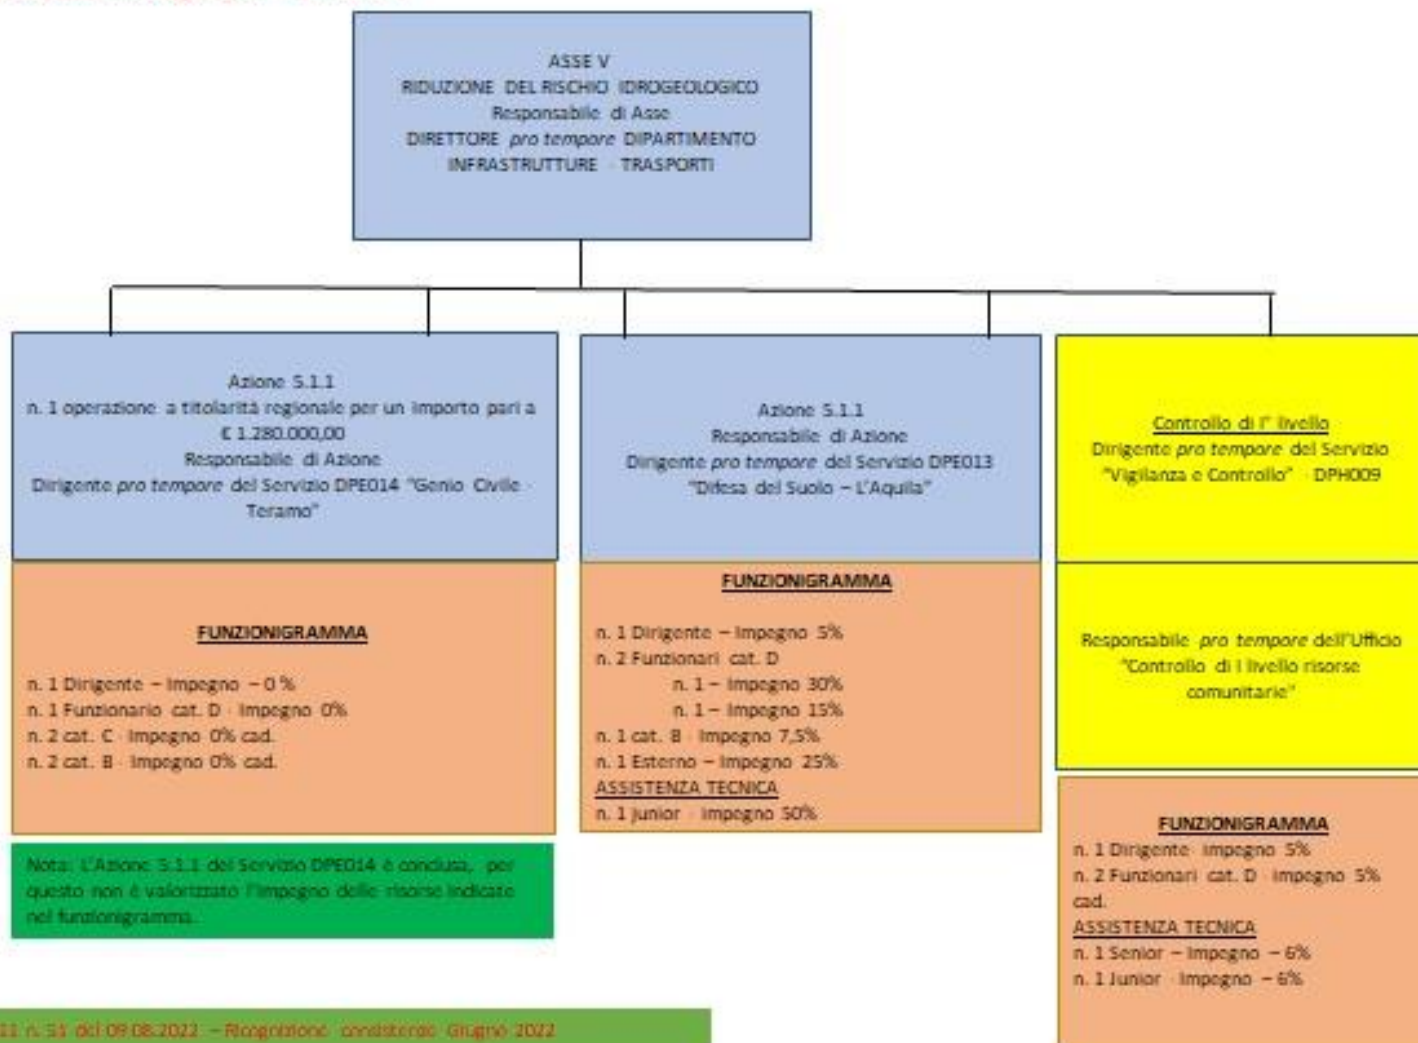 ASSE V
RIDUZIONE DEL RISCHIO IDROGEOLOGICO
Responsabile di Asse
DIRETTORE pro tempore DIPARTIMENTO
INFRASTRUTTURE - TRASPORTI
Azione 5.1.1
n. 1 operazione a titolarità regionale per un importo pari a
€ 1.280.000,00
Responsabile di Azione
Dirigente pro tempore del Servizio DPE014 "Genio Civile -
Teramo"
FUNZIONIGRAMMA
n. 1 Dirigente – Impegno – 0 %
n. 1 Funzionario cat. D - Impegno 0%
n. 2 cat. C - Impegno 0% cad.
n. 2 cat. B - Impegno 0% cad.
Nota: L'Azione 5.1.1 del Servizio DPE014 è conclusa, per
questo non è valorizzato l'impegno delle risorse indicate
nel funzionigramma.
Azione 5.1.1
Responsabile di Azione
Dirigente pro tempore del Servizio DPE013
"Difesa del Suolo – L'Aquila"
FUNZIONIGRAMMA
n. 1 Dirigente – Impegno 5%
n. 2 Funzionari cat. D
n. 1 – Impegno 30%
n. 1 – Impegno 15%
n. 1 cat. B - Impegno 7,5%
n. 1 Esterno – Impegno 25%
ASSISTENZA TECNICA
n. 1 junior - impegno 50%
Controllo di I° livello
Dirigente pro tempore del Servizio
"Vigilanza e Controllo" - DPH009
Responsabile pro tempore dell'Ufficio
"Controllo di I livello risorse
comunitarie"
FUNZIONIGRAMMA
n. 1 Dirigente- impegno 5%
n. 2 Funzionari cat. D - impegno 5%
cad.
ASSISTENZA TECNICA
n. 1 Senior – Impegno – 6%
n. 1 Junior - Impegno – 6%
11 n. 51 del 09.08.2022 – Ricognizione consistenze Giugno 2022